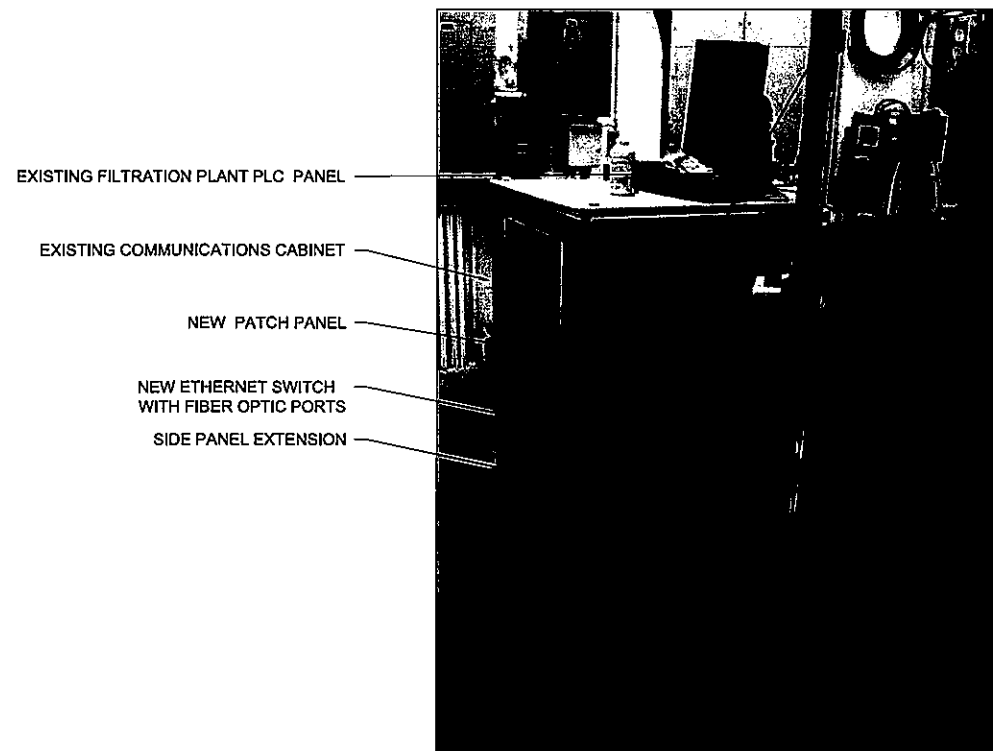 EXISTING FILTRATION PLANT PLC PANEL
EXISTING COMMUNICATIONS CABINET
NEW PATCH PANEL
NEW ETHERNET SWITCH
WITH FIBER OPTIC PORTS
SIDE PANEL EXTENSION